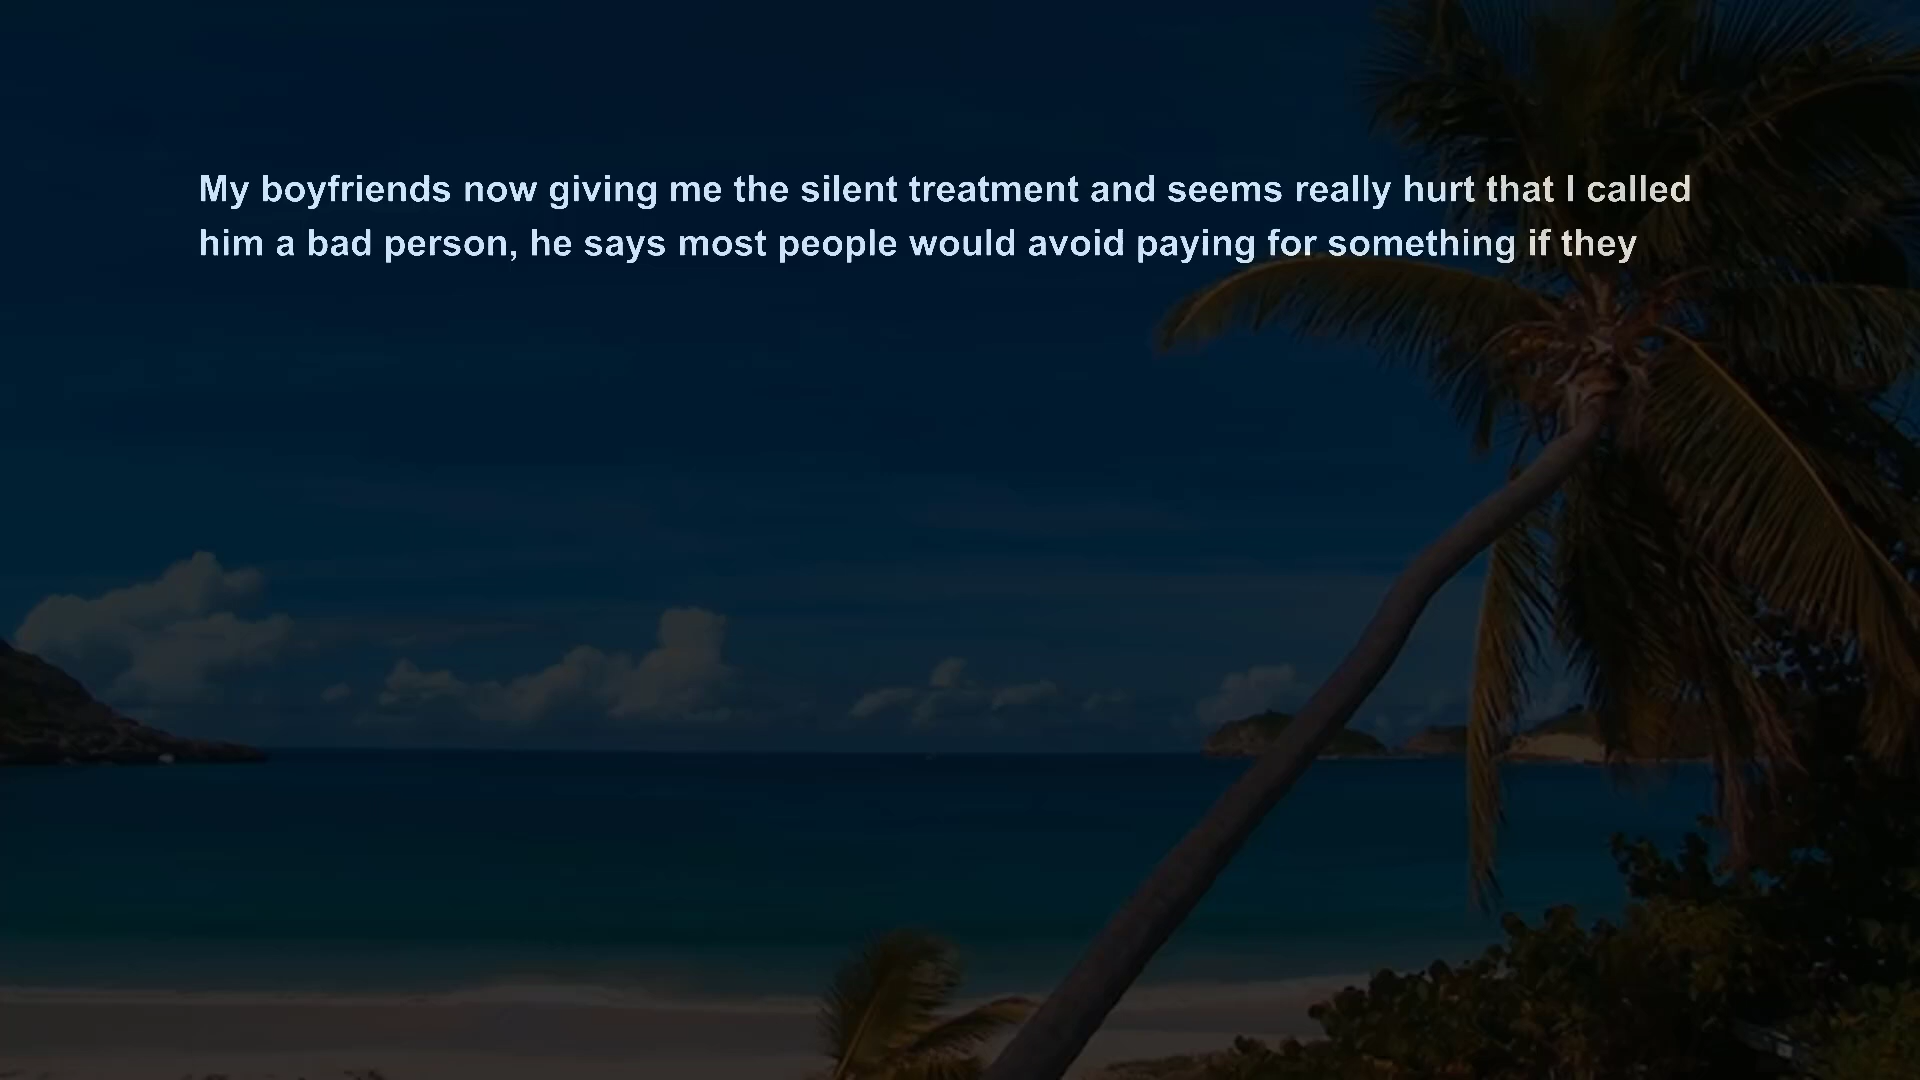 My boyfriends now giving me the silent treatment and seems really hurt that I called
him a bad person, he says most people would avoid paying for something if they